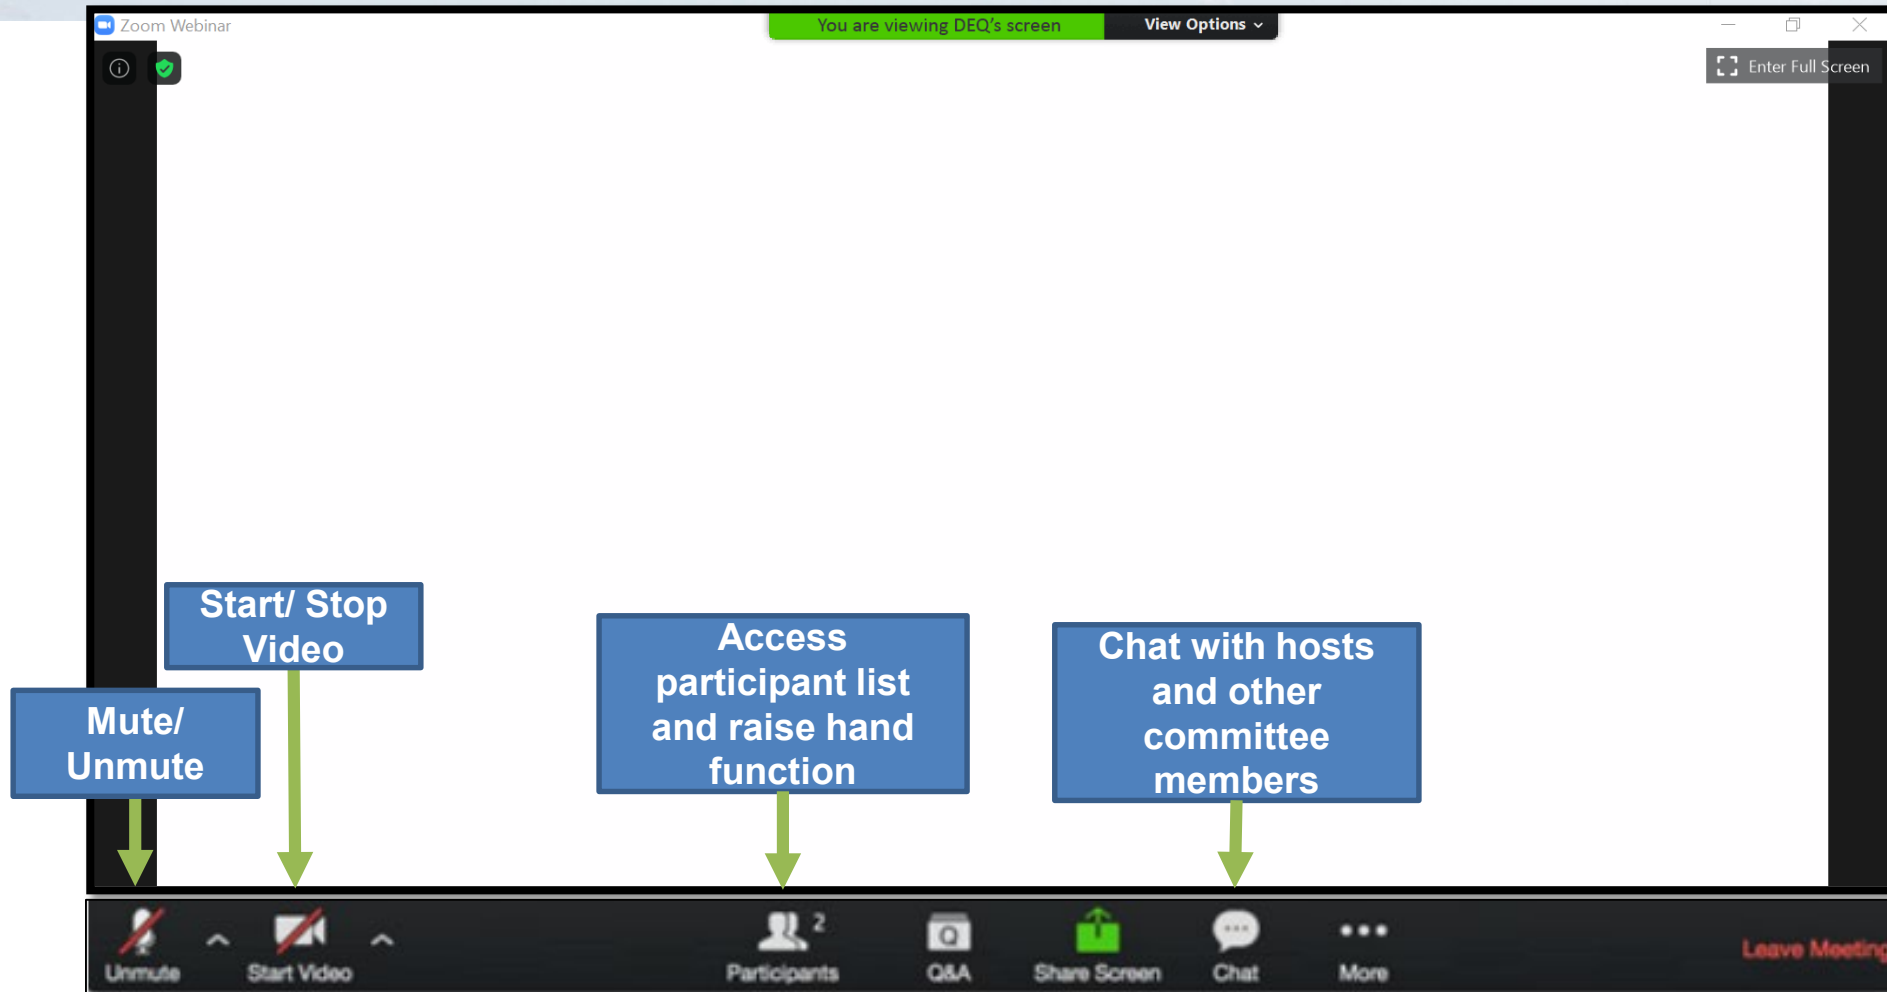 Zoom Webinar
You are viewing DEQ's screen
View Options
Enter Full Screen
Start/ Stop
Video
Mute/
Unmute
Access
participant list
and raise hand
function
Chat with hosts
and other
committee
members
Unmute
Start Video
2
Participants
Q
Q&A
Share Screen
Chat
More
Leave Meeting